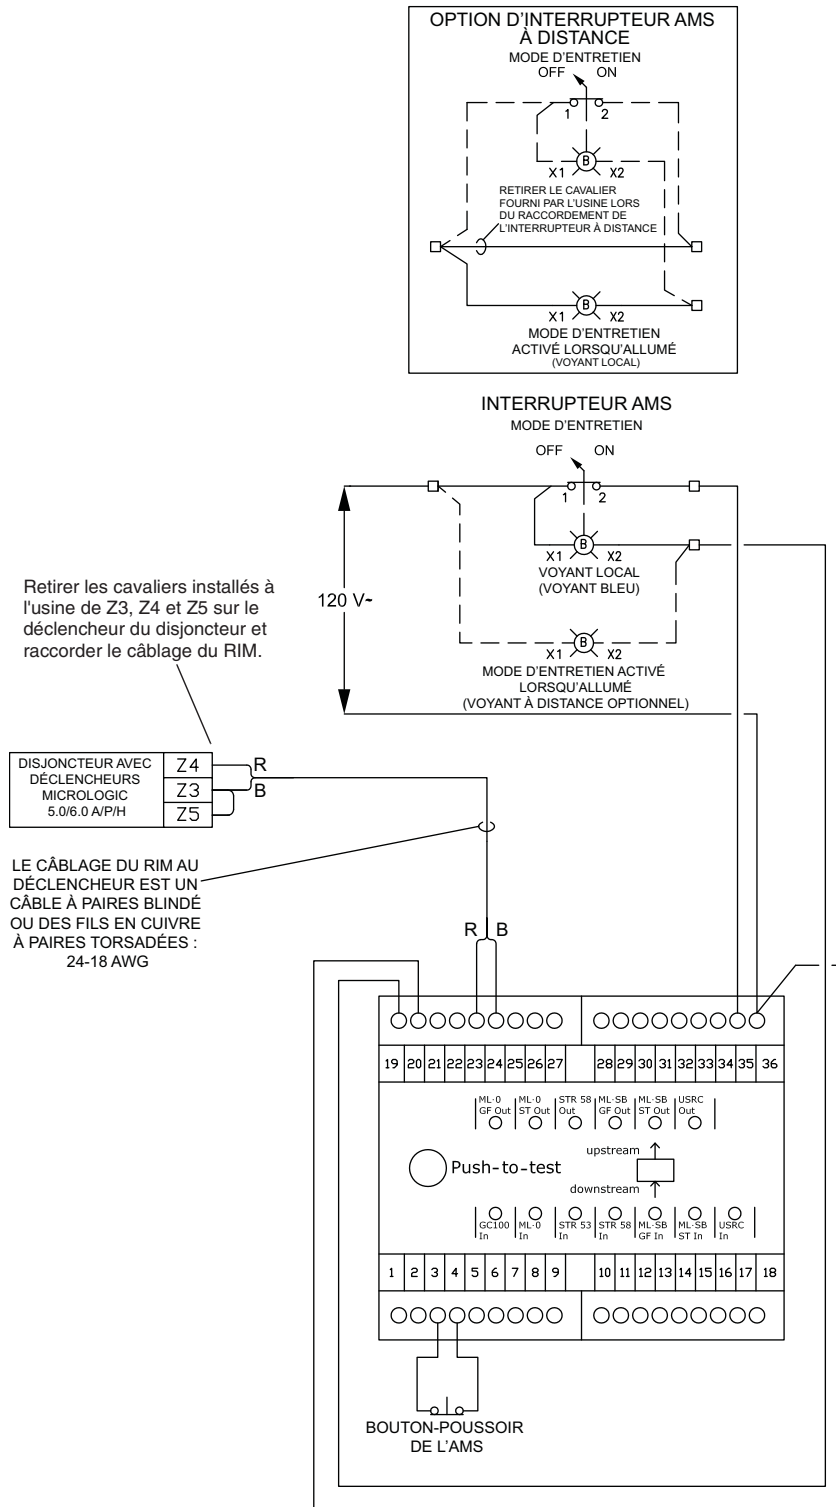 OPTION D'INTERRUPTEUR AMS
À DISTANCE
MODE D'ENTRETIEN
OFF ON
1 2
B
X1 X2
RETIRER LE CAVALIER
FOURNI PAR L'USINE LORS
DU RACCORDEMENT DE
L'INTERRUPTEUR À DISTANCE
B
X1 X2
MODE D'ENTRETIEN
ACTIVÉ LORSQU'ALLUMÉ
(VOYANT LOCAL)
INTERRUPTEUR AMS
MODE D'ENTRETIEN
OFF ON
1 2
B
X1 X2
VOYANT LOCAL
(VOYANT BLEU)
120 V~
B
X1 X2
MODE D'ENTRETIEN ACTIVÉ
LORSQU'ALLUMÉ
(VOYANT À DISTANCE OPTIONNEL)
Retirer les cavaliers installés à
l'usine de Z3, Z4 et Z5 sur le
déclencheur du disjoncteur et
raccorder le câblage du RIM.
DISJONCTEUR AVEC
DÉCLENCHEURS
MICROLOGIC
5.0/6.0 A/P/H
Z4
Z3
Z5
R
B
LE CÂBLAGE DU RIM AU
DÉCLENCHEUR EST UN
CÂBLE À PAIRES BLINDÉ
OU DES FILS EN CUIVRE
À PAIRES TORSADÉES :
24-18 AWG
R B
19 20 21 22 23 24 25 26 27 28 29 30 31 32 33 34 35 36
ML-0 GF Out
ML-0 ST Out
STR 58 Out
ML-SB GF Out
ML-SB ST Out
USRC Out
Push-to-test
upstream
downstream
GC100 In
ML-0 In
STR 53 In
STR 58 In
ML-SB GF In
ML-SB ST In
USRC In
1 2 3 4 5 6 7 8 9 10 11 12 13 14 15 16 17 18
BOUTON-POUSSOIR
DE L'AMS